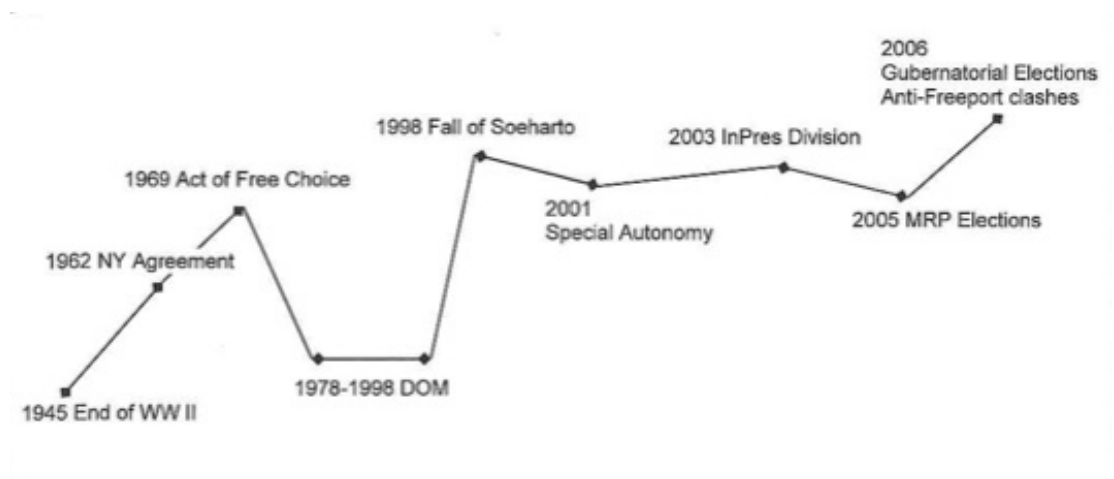 2006
Gubernatorial Elections
Anti-Freeport clashes
1998 Fall of Soeharto
2003 InPres Division
1969 Act of Free Choice
2001
Special Autonomy
2005 MRP Elections
1962 NY Agreement
1978-1998 DOM
1945 End of WW II